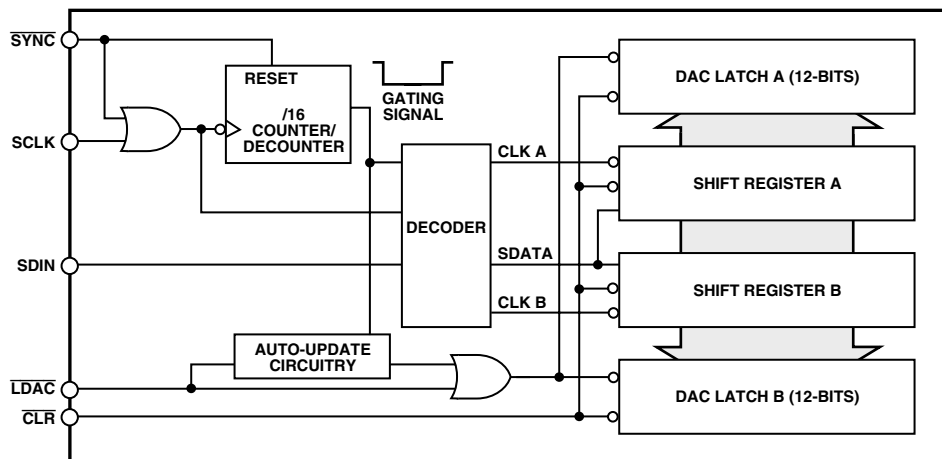 SYNC
RESET
/16
COUNTER/
DECOUNTER
GATING
SIGNAL
DAC LATCH A (12-BITS)
SCLK
CLK A
SHIFT REGISTER A
DECODER
SDIN
SDATA
SHIFT REGISTER B
CLK B
AUTO-UPDATE
CIRCUITRY
LDAC
DAC LATCH B (12-BITS)
CLR